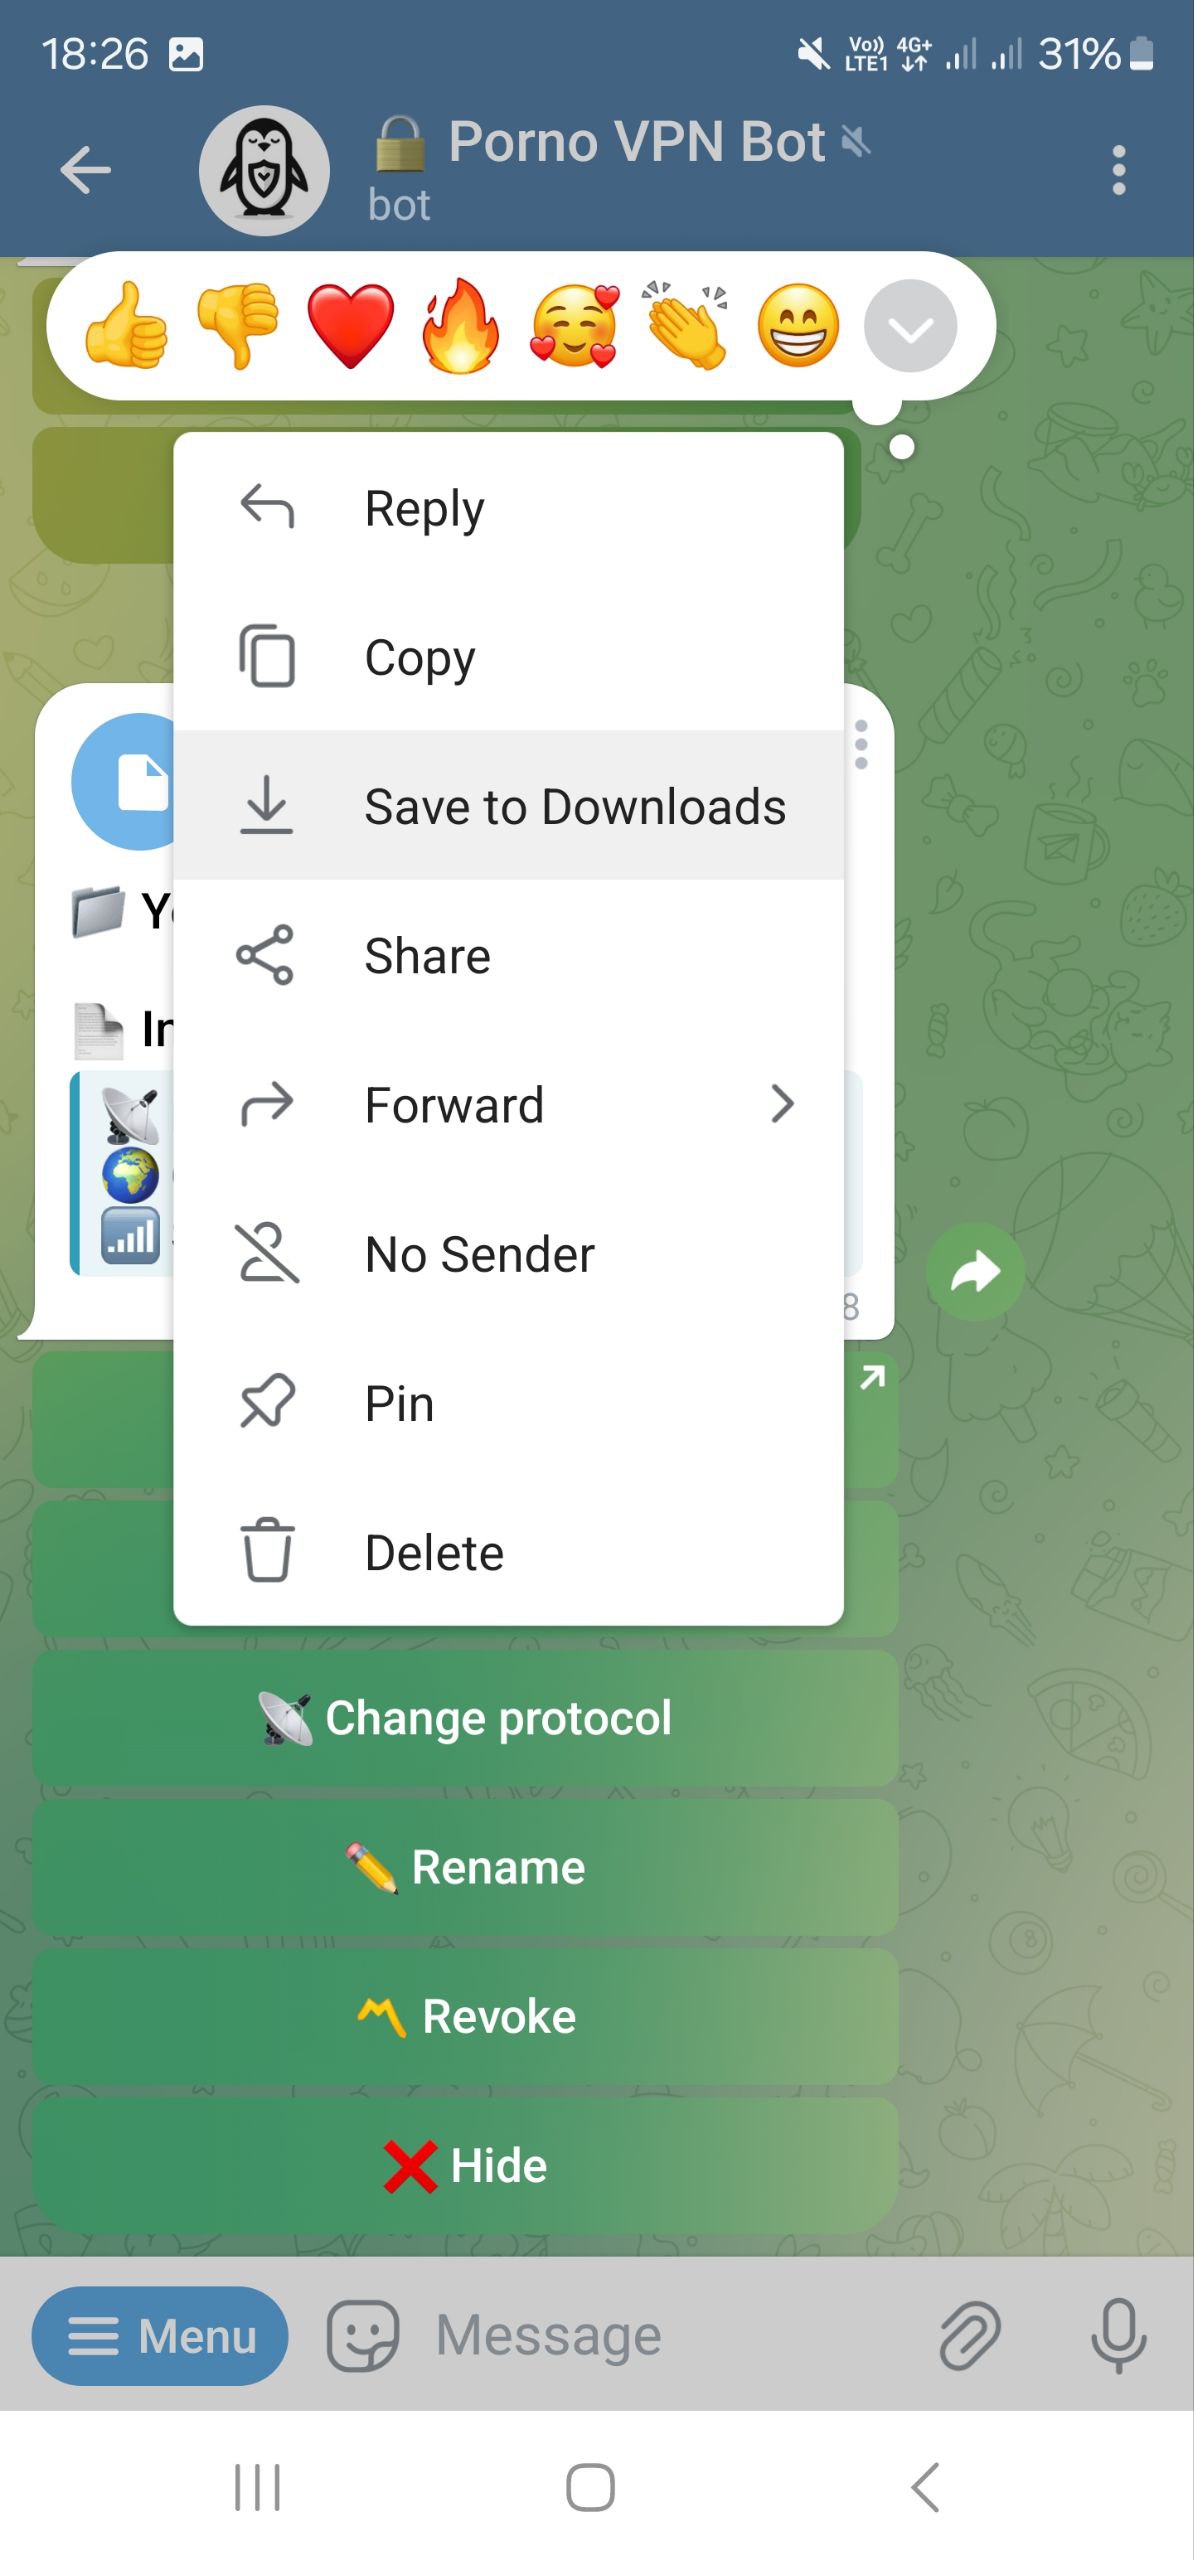 18:26
Vo)) LTE1 4G+ 31%
Porno VPN Bot
bot
Reply
Copy
Save to Downloads
Share
Forward
No Sender
Pin
Delete
8
Change protocol
Rename
Revoke
Hide
Menu
Message